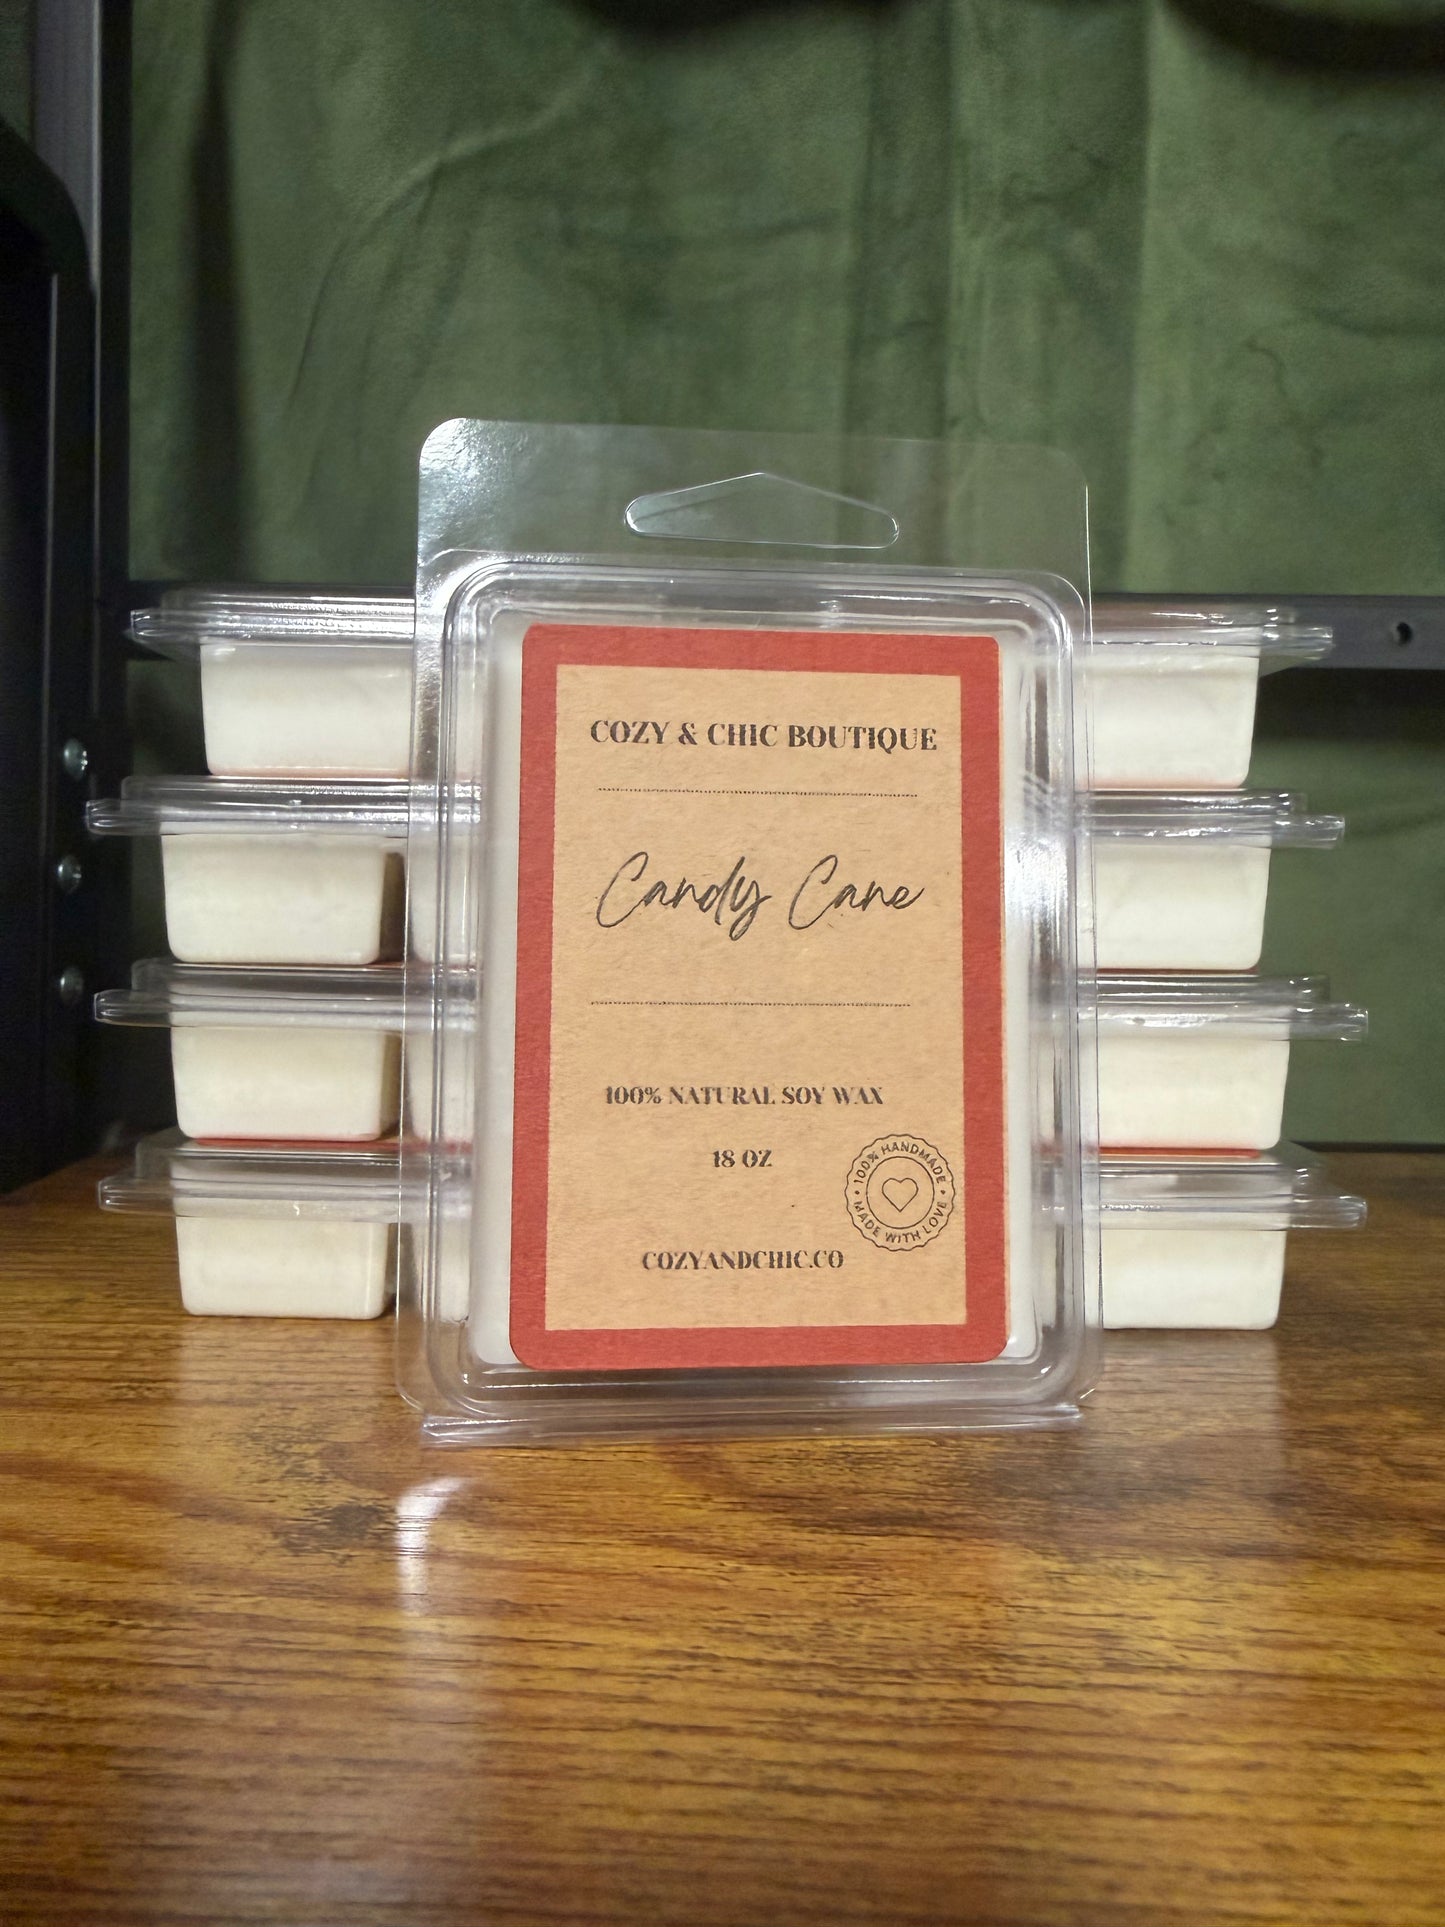 COZY & CHIC BOUTIQUE
Candy Cane
100% NATURAL SOY WAX
18 OZ
100% HANDMADE
• MADE WITH LOVE •
COZYANDCHIC.CO